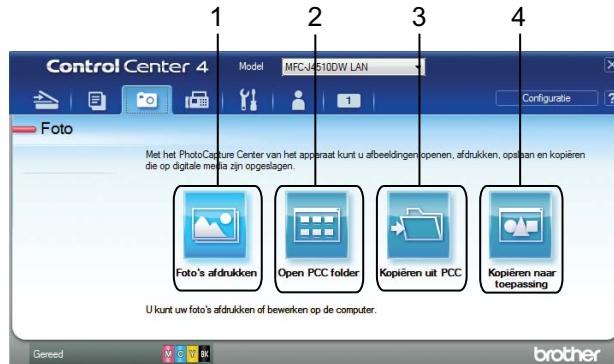 1 2 3 4
Control Center 4 Model MFC-J4510DW LAN X
1 Configuratie ?
Foto
Met het PhotoCapture Center van het apparaat kunt u afbeeldingen openen, afdrukken, opslaan en kopiëren
die op digitale media zijn opgeslagen.
Foto's afdrukken Open PCC folder Kopiëren uit PCC Kopiëren naar
toepassing
U kunt uw foto's afdrukken of bewerken op de computer.
Gereed M C Y BK brother